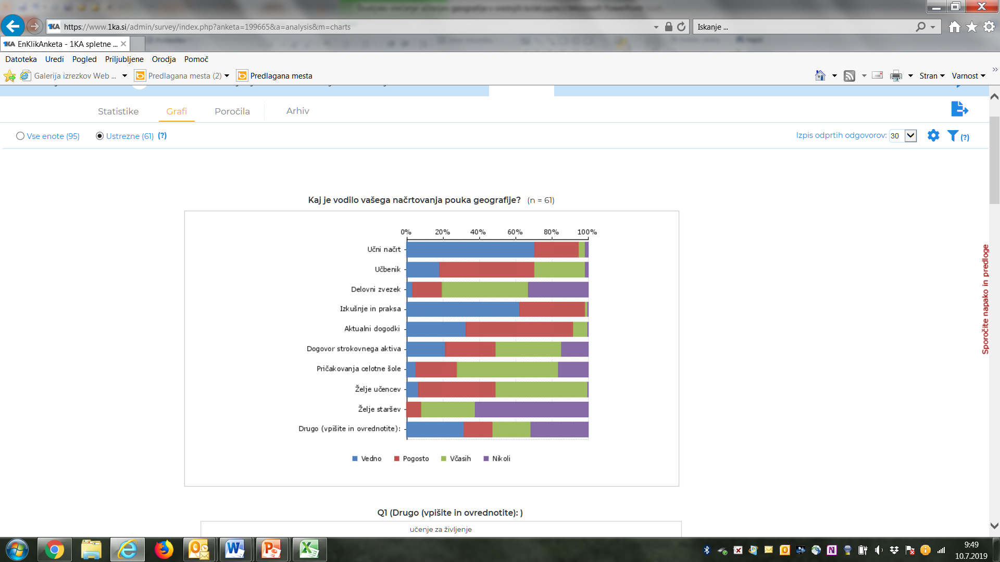 https://www.1ka.si/admin/survey/index.php?anketa=199665&a=analysis&m=charts
Iskanje ...
1KA EnKlikAnketa - 1KA spletne ...
Datoteka Uredi Pogled Priljubljene Orodja Pomoč
Galerija izrezkov Web ... Predlagana mesta (2) Predlagana mesta
Stran Varnost
Statistike Grafi Poročila Arhiv
Vse enote (95) Ustrezne (61) (?)
Izpis odprtih odgovorov: 30 (?)
Kaj je vodilo vašega načrtovanja pouka geografije? (n = 61)
0% 20% 40% 60% 80% 100%
Učni načrt
Učbenik
Delovni zvezek
Izkušnje in praksa
Aktualni dogodki
Dogovor strokovnega aktiva
Pričakovanja celotne šole
Želje učencev
Želje staršev
Drugo (vpišite in ovrednotite):
Vedno Pogosto Včasih Nikoli
Sporočite napako in predloge
Q1 (Drugo (vpišite in ovrednotite): )
učenje za življenje
9:49
10.7.2019